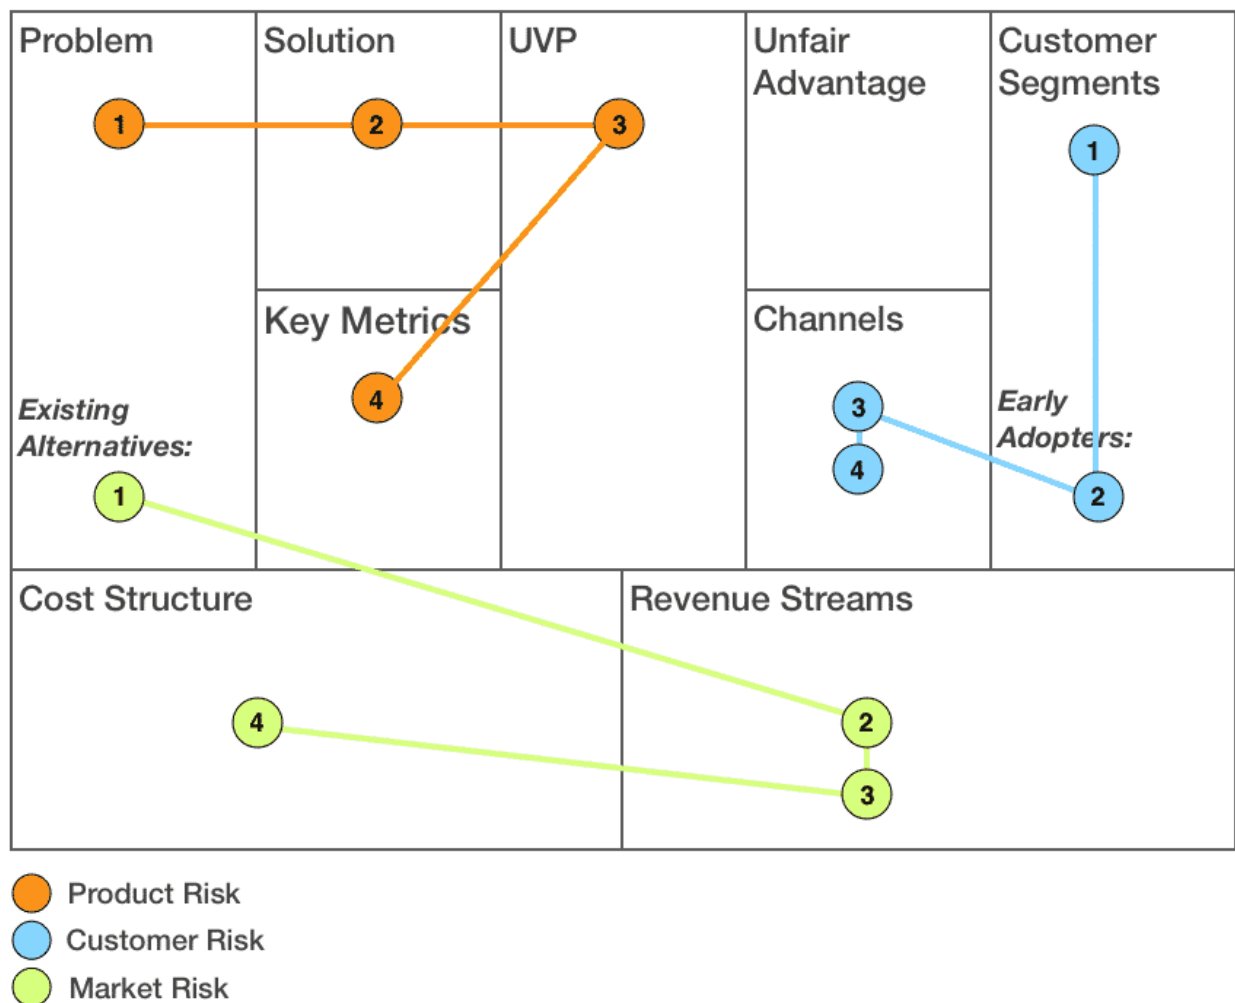 Problem
Solution
UVP
Unfair
Advantage
Customer
Segments
1
2
3
1
Key Metrics
Channels
4
3
4
Existing
Alternatives:
Early
Adopters:
1
2
Cost Structure
Revenue Streams
4
2
3
Product Risk
Customer Risk
Market Risk